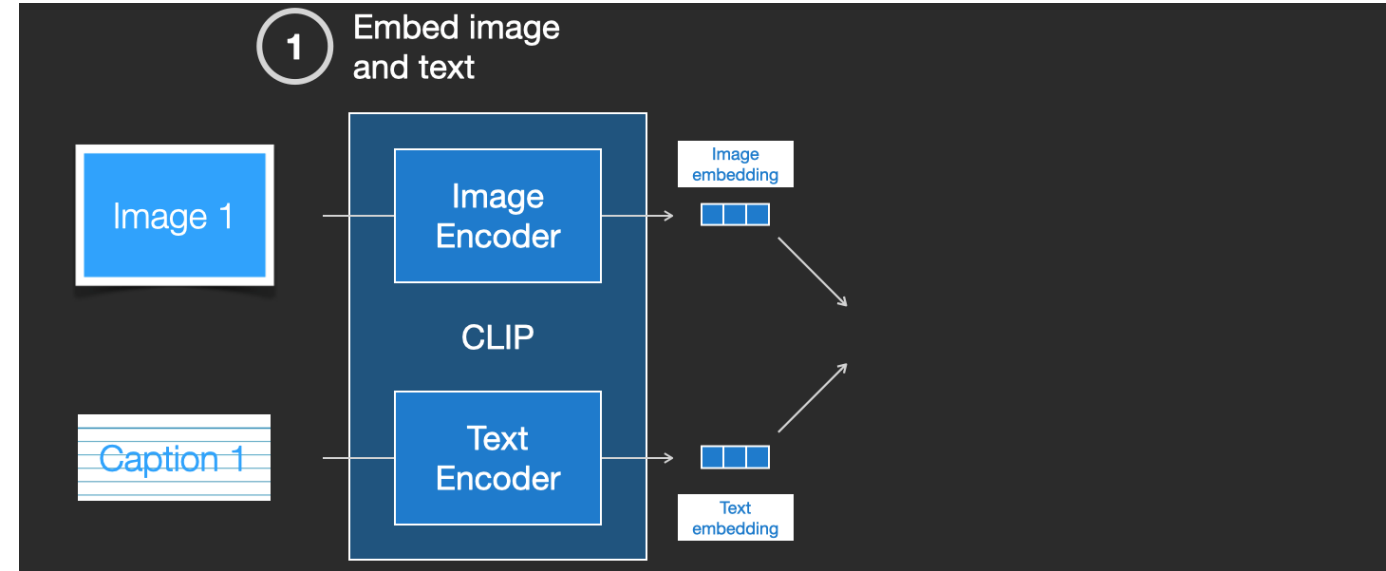 1
Embed image
and text
Image 1
Image
Encoder
Image
embedding
CLIP
Caption 1
Text
Encoder
Text
embedding